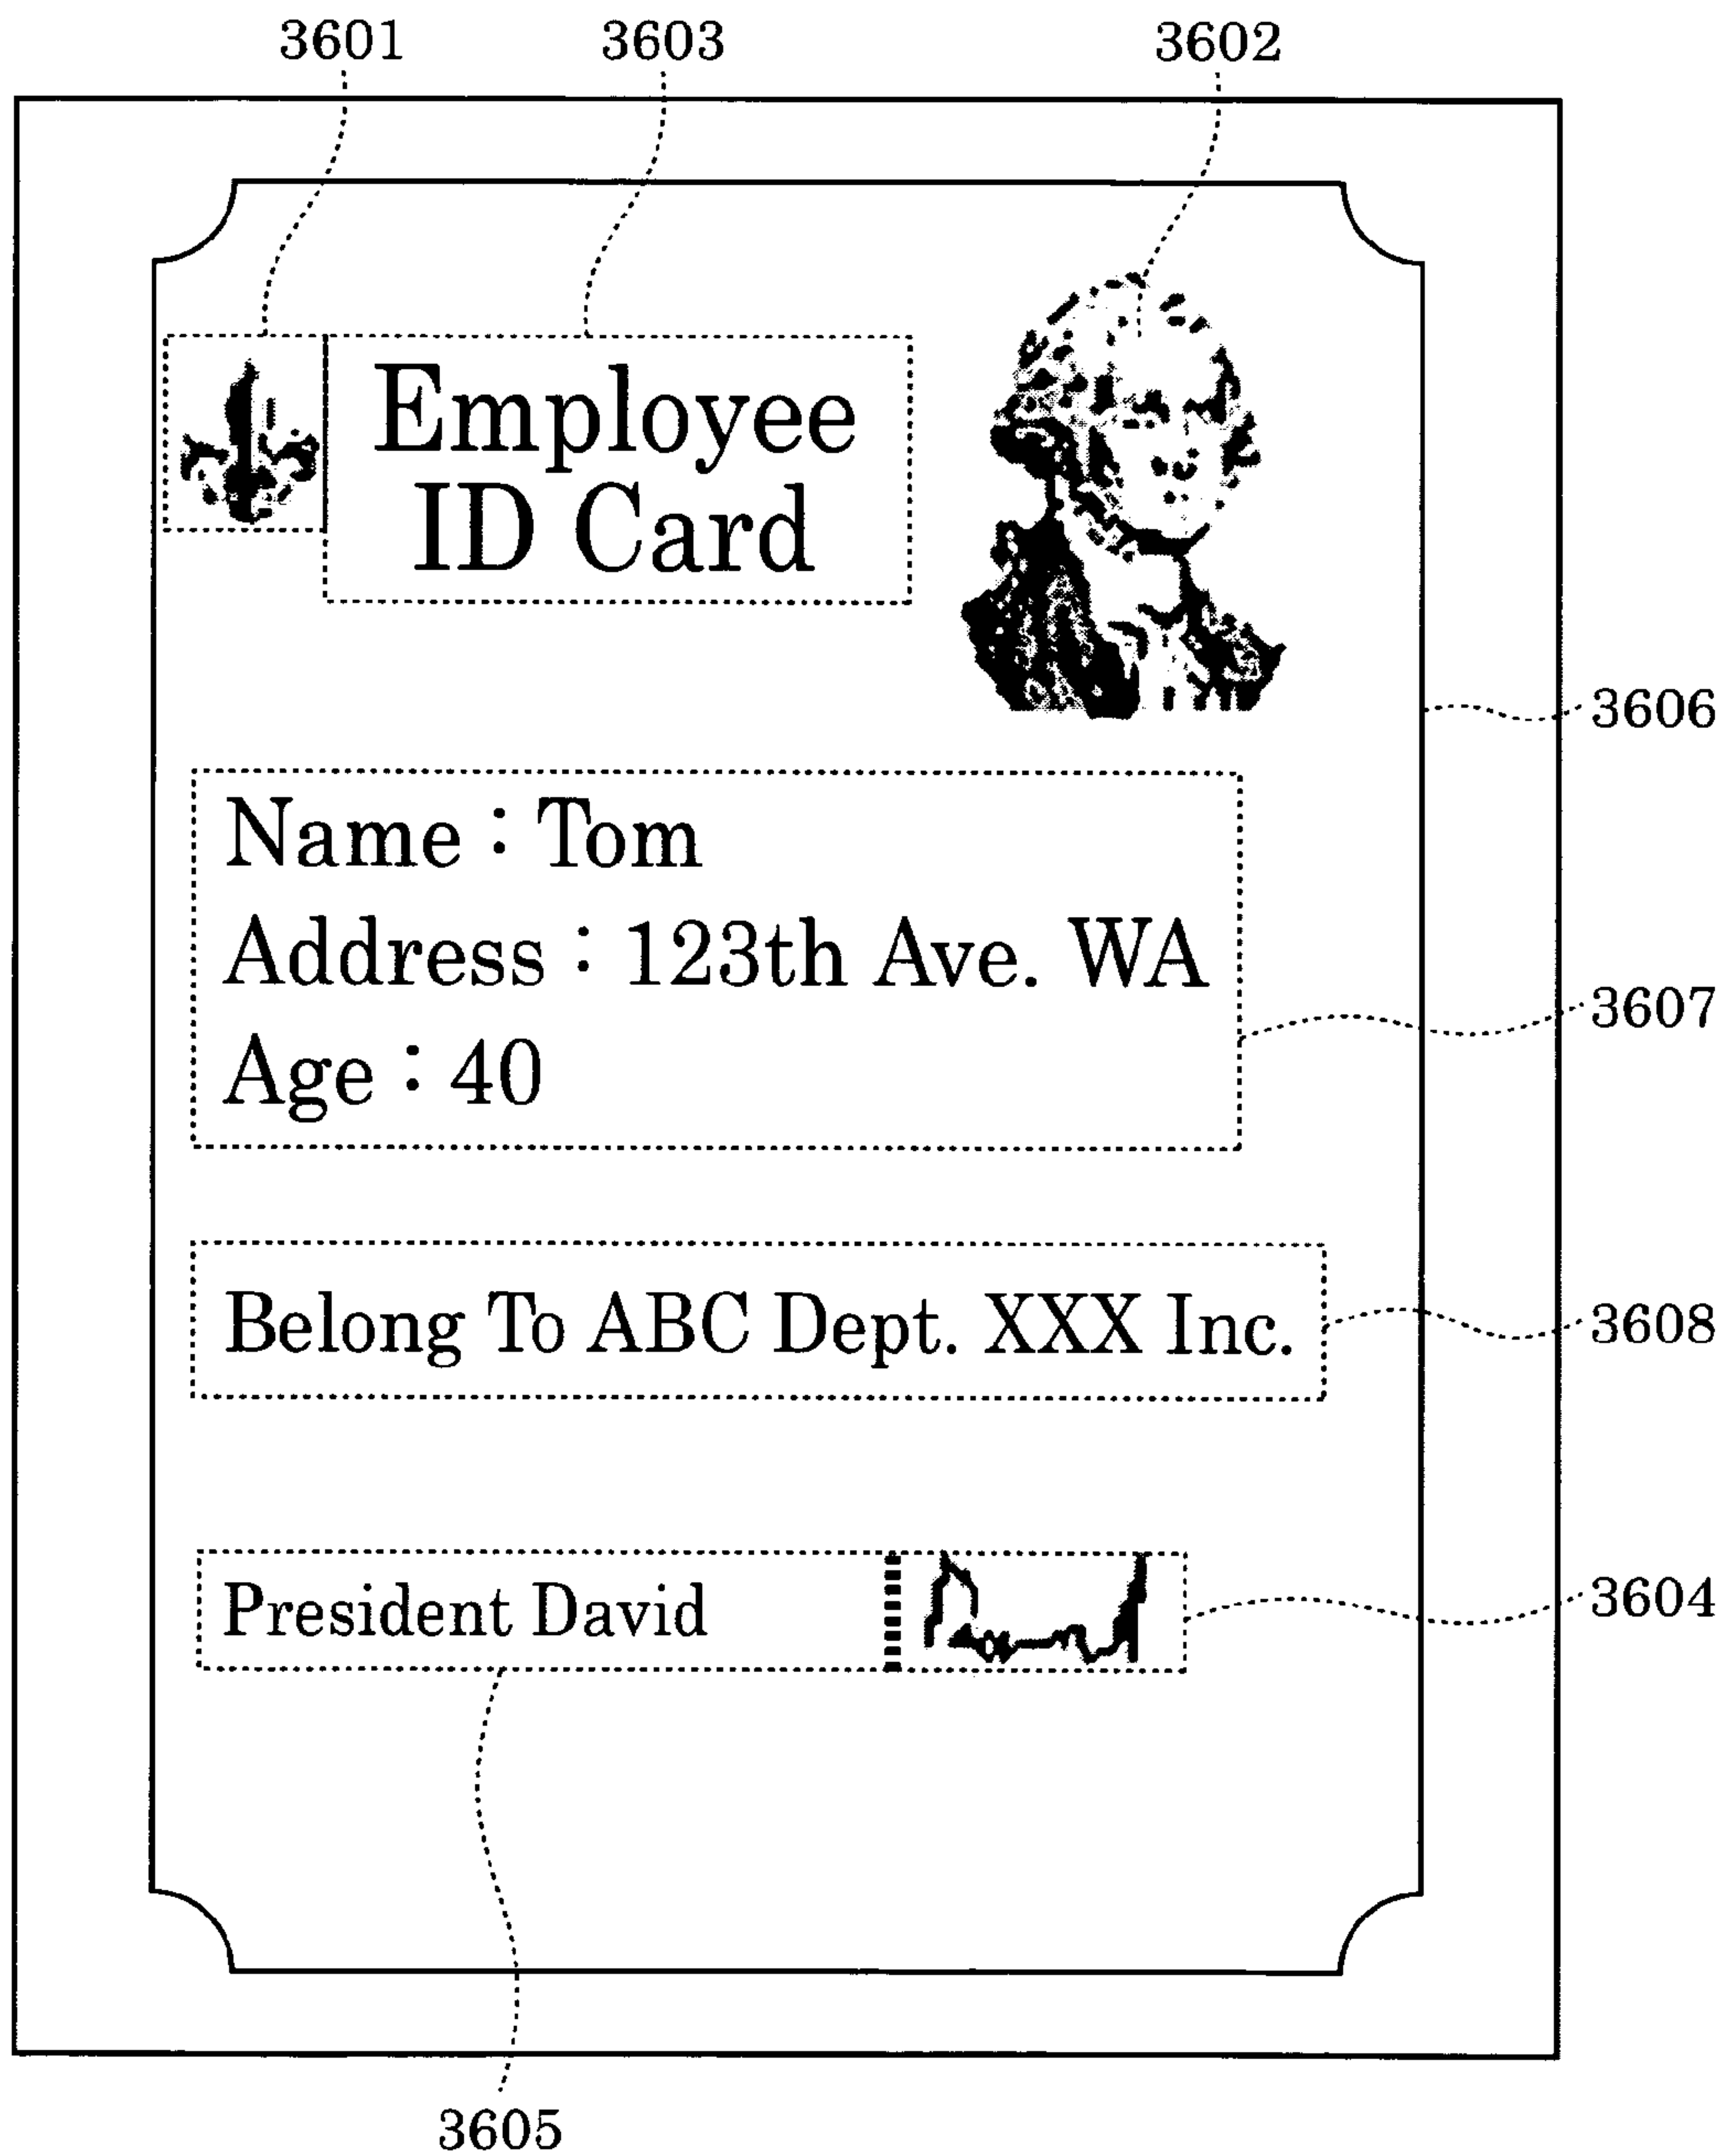 3601 3603 3602
Employee
ID Card
3606
Name : Tom
Address : 123th Ave. WA
3607
Age : 40
Belong To ABC Dept. XXX Inc.
3608
President David
3604
3605